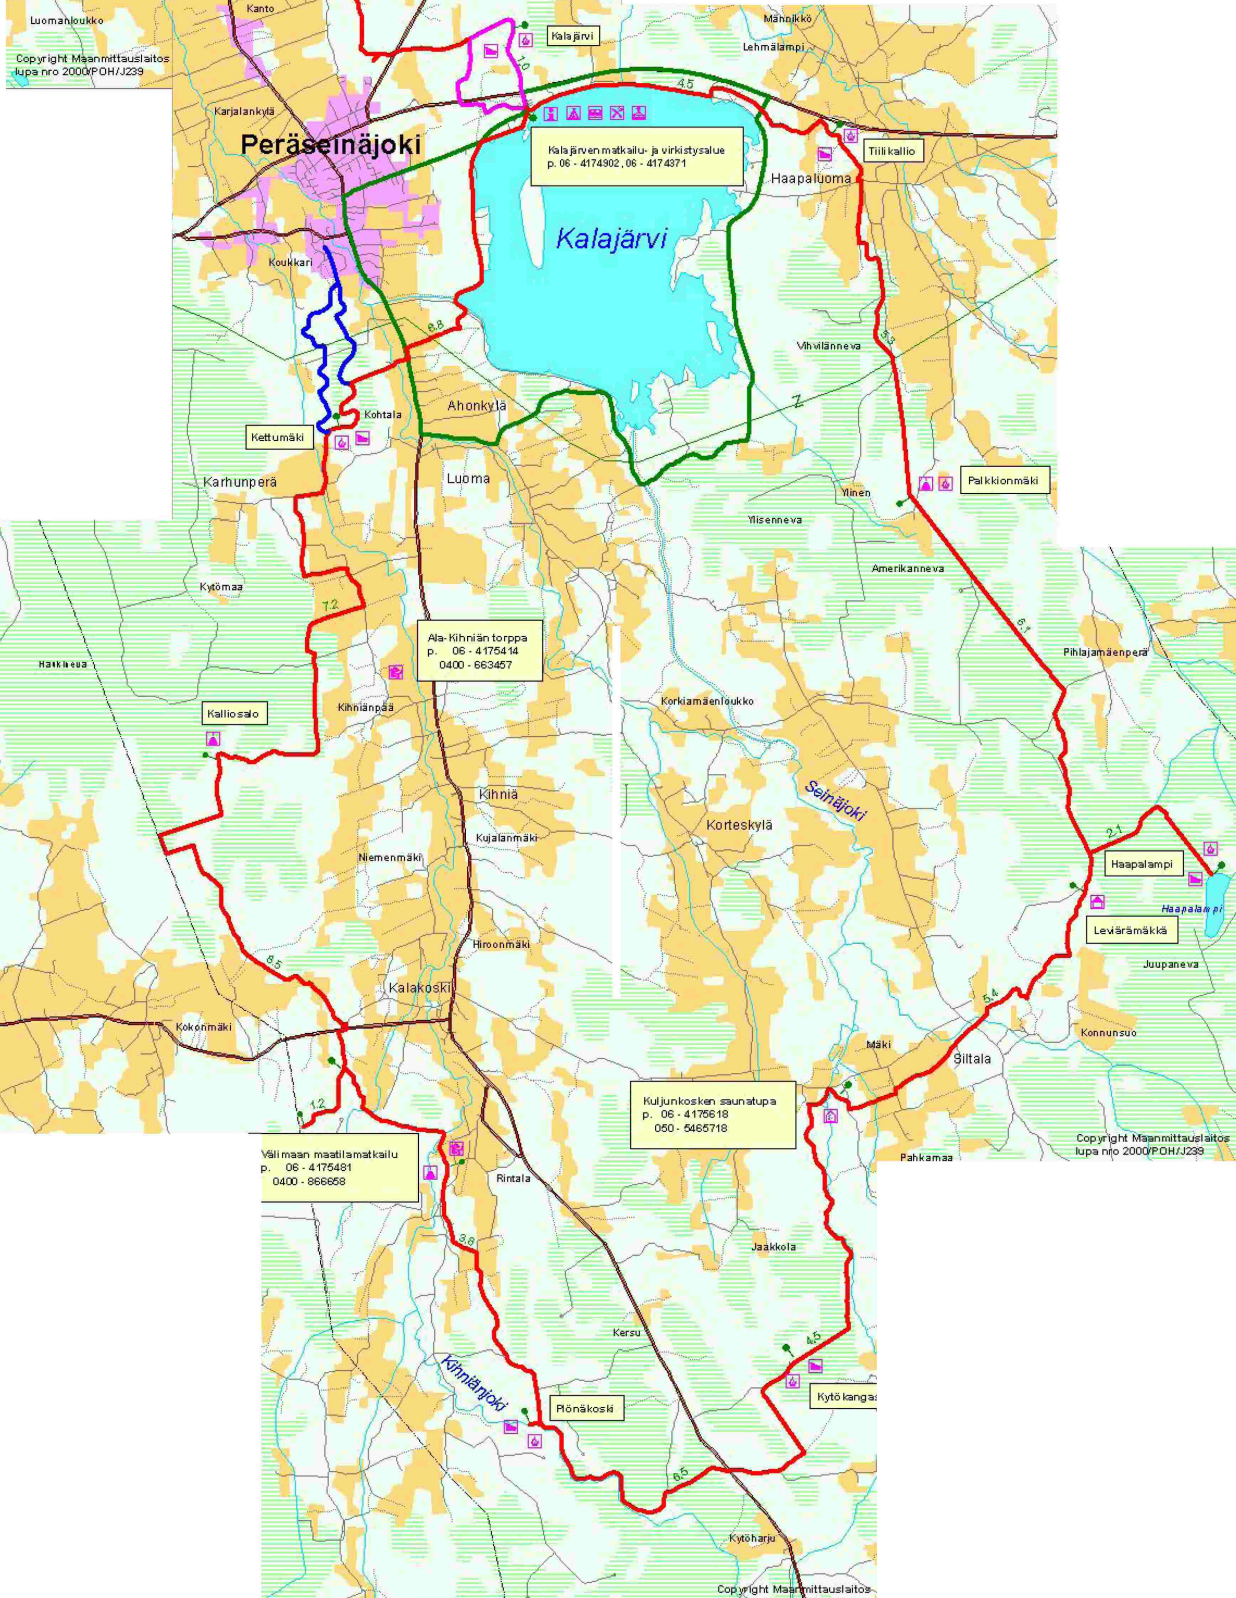 Luomanloukko
Kanto
Männikkö
Kalajärvi
Lehmälampi
Copyright Maanmittauslaitos
lupa nro 2000/POH/J239
1.0
4.5
Karjalankylä
Peräseinäjoki
Kalajärven matkailu- ja virkistysalue
p. 06 - 4174902, 06 - 4174371
Tiilikallio
Haapaluoma
Kalajärvi
Koukkari
6.8
5.3
Vihvilänneva
Z
Ahonkylä
Kohtala
Kettumäki
Karhunperä
Luoma
Ylinen
Palkkionmäki
Ylisenneva
Amerikanneva
Kytömaa
7.2
6.1
Ala-Kihniän torppa
p. 06 - 4175414
0400 - 663457
Pihlajamäenperä
Kihniänpää
Korkiamäenloukko
Kalliosalo
Kihniä
Seinäjoki
Korteskylä
Kujalanmäki
2.1
Niemenmäki
Haapalampi
Haapalampi
Leviärämäkkä
Hiroonmäki
8.5
Juupaneva
Kalakoski
5.4
Kokonmäki
Konnunsuo
Mäki
Siltala
Kuljunkosken saunatupa
p. 06 - 4175618
050 - 5465718
1.2
Copyright Maanmittauslaitos
lupa nro 2000/POH/J239
Välimaan maatilamatkailu
p. 06 - 4175481
0400 - 866658
Pahkamaa
Rintala
3.8
Jaakkola
Kersu
4.5
Kihniänjoki
Kytökangas
Plönäkoski
6.5
Kytöharju
Copyright Maanmittauslaitos